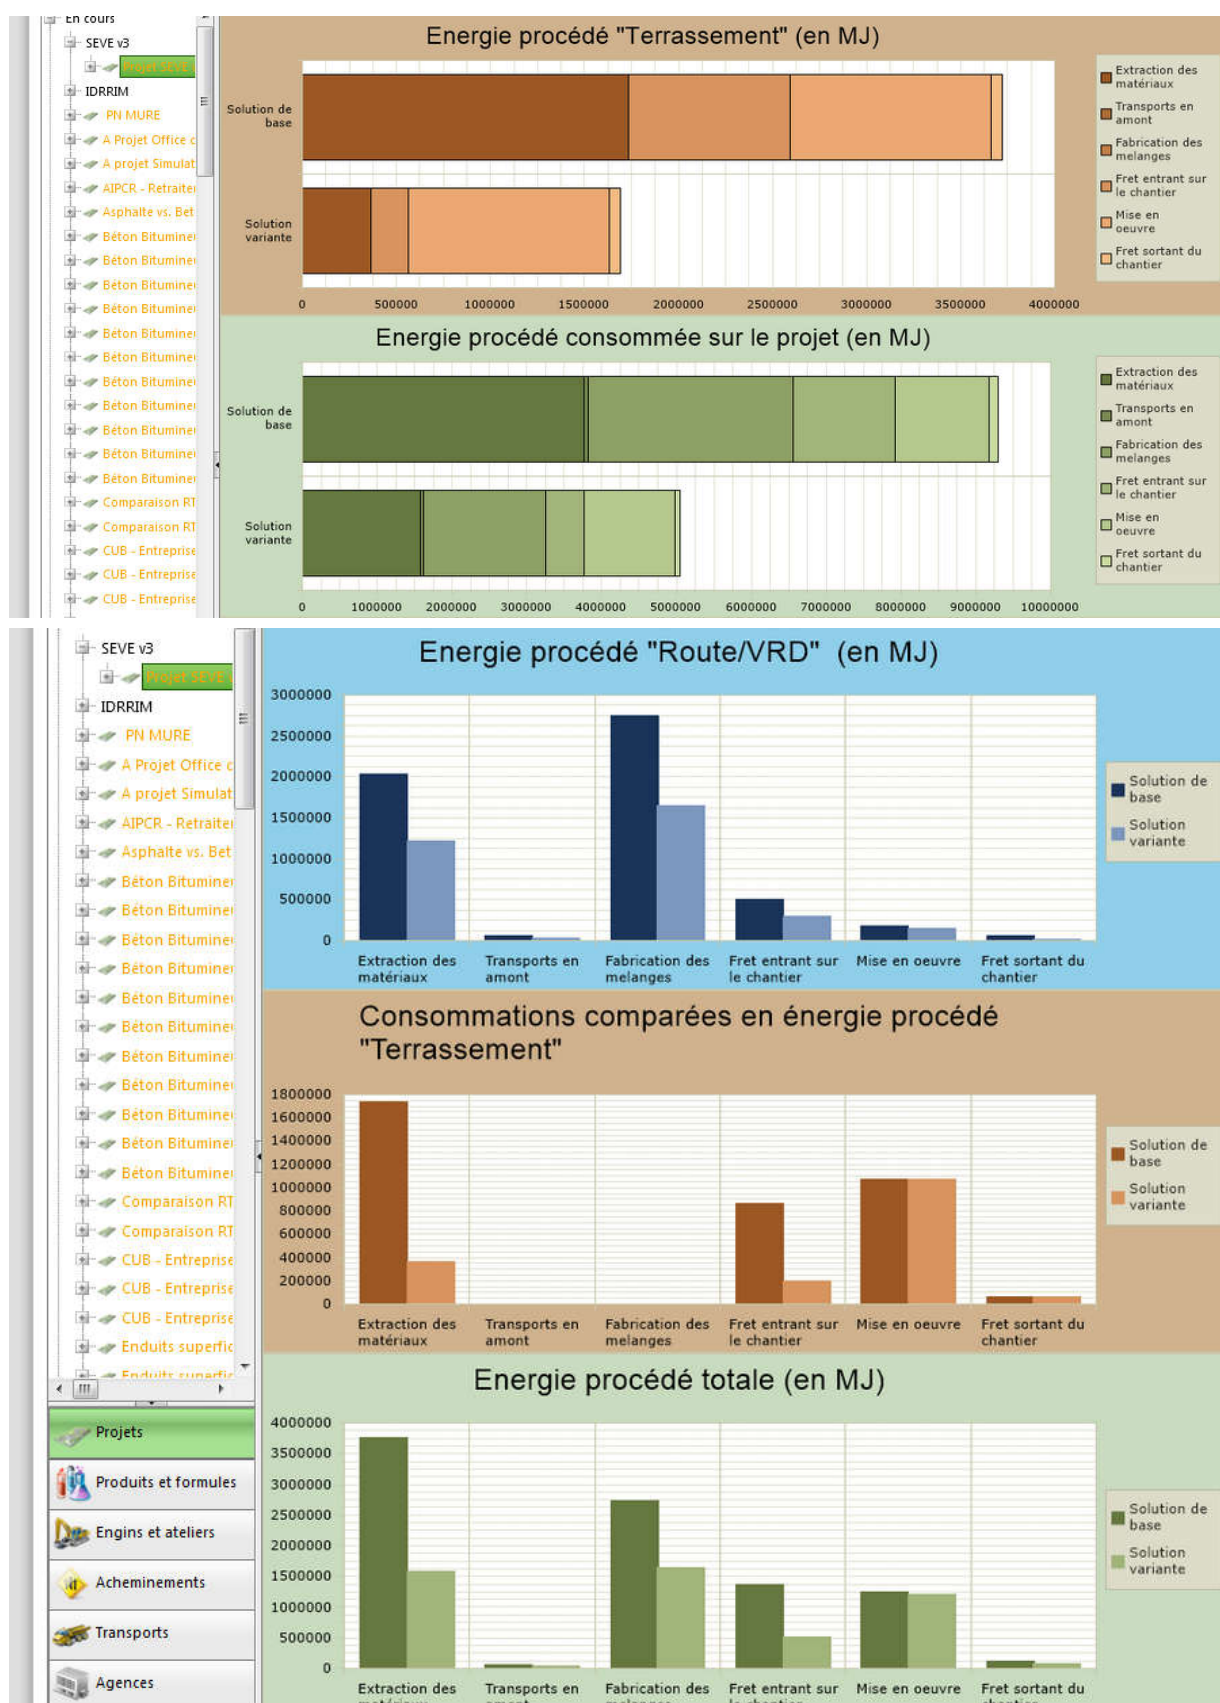 En cours
SEVE v3
Projet SEVE
IDRRIM
PN MURE
A Projet Office c
A projet Simulat
AIPCR - Retraite
Asphalte vs. Bet
Béton Bitumine
Béton Bitumine
Béton Bitumine
Béton Bitumine
Béton Bitumine
Béton Bitumine
Béton Bitumine
Béton Bitumine
Béton Bitumine
Béton Bitumine
Béton Bitumine
Comparaison RT
Comparaison RT
CUB - Entreprise
CUB - Entreprise
CUB - Entreprise
Energie procédé "Terrassement" (en MJ)
Solution de
base
Solution
variante
0 500000 1000000 1500000 2000000 2500000 3000000 3500000 4000000
Extraction des
matériaux
Transports en
amont
Fabrication des
melanges
Fret entrant sur
le chantier
Mise en
oeuvre
Fret sortant du
chantier
Energie procédé consommée sur le projet (en MJ)
Solution de
base
Solution
variante
0 1000000 2000000 3000000 4000000 5000000 6000000 7000000 8000000 9000000 10000000
Extraction des
matériaux
Transports en
amont
Fabrication des
melanges
Fret entrant sur
le chantier
Mise en
oeuvre
Fret sortant du
chantier
SEVE v3
Projet SEVE
IDRRIM
PN MURE
A Projet Office c
A projet Simulat
AIPCR - Retraite
Asphalte vs. Bet
Béton Bitumine
Béton Bitumine
Béton Bitumine
Béton Bitumine
Béton Bitumine
Béton Bitumine
Béton Bitumine
Béton Bitumine
Béton Bitumine
Béton Bitumine
Béton Bitumine
Comparaison RT
Comparaison RT
CUB - Entreprise
CUB - Entreprise
CUB - Entreprise
Enduits superfic
Enduits superfic
Projets
Produits et formules
Engins et ateliers
Acheminements
Transports
Agences
Energie procédé "Route/VRD" (en MJ)
3000000
2500000
2000000
1500000
1000000
500000
0
Extraction des Transports en Fabrication des Fret entrant sur Mise en oeuvre Fret sortant du
matériaux amont melanges le chantier chantier
Solution de
base
Solution
variante
Consommations comparées en énergie procédé
"Terrassement"
1800000
1600000
1400000
1200000
1000000
800000
600000
400000
200000
0
Extraction des Transports en Fabrication des Fret entrant sur Mise en oeuvre Fret sortant du
matériaux amont melanges le chantier chantier
Solution de
base
Solution
variante
Energie procédé totale (en MJ)
4000000
3500000
3000000
2500000
2000000
1500000
1000000
500000
0
Extraction des Transports en Fabrication des Fret entrant sur Mise en oeuvre Fret sortant du
Solution de
base
Solution
variante